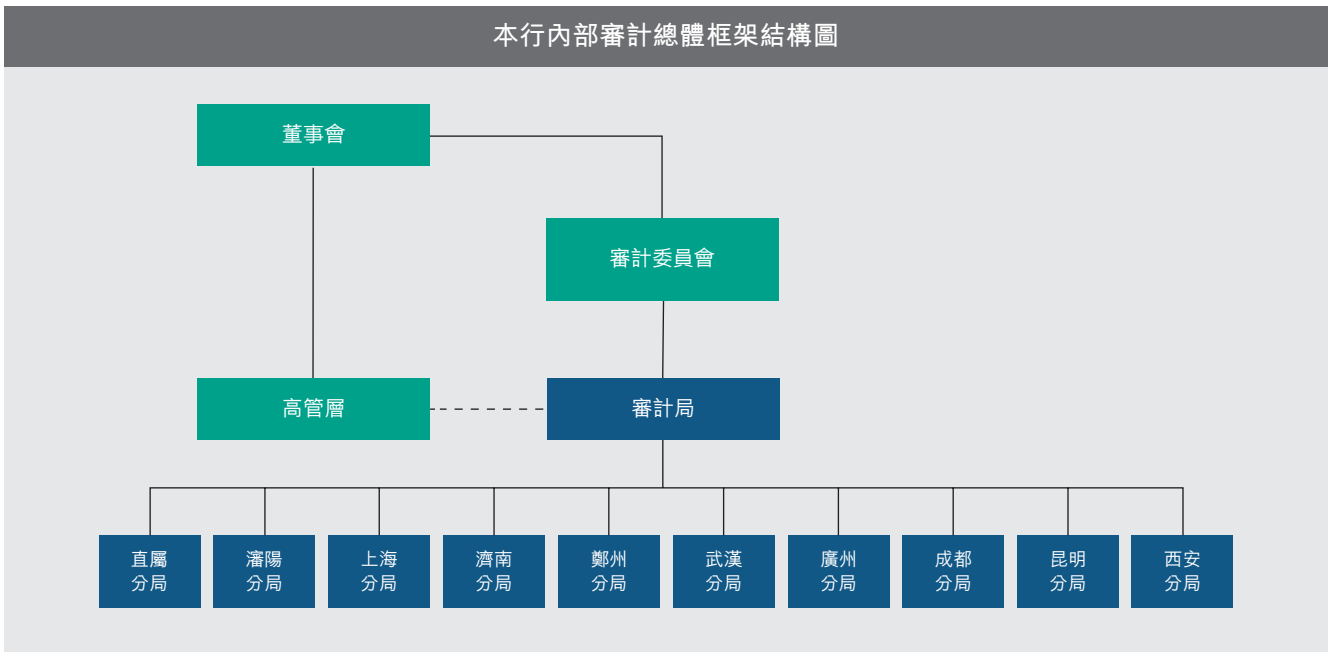 本行內部審計總體框架結構圖
董事會
審計委員會
高管層
審計局
直屬
分局
瀋陽
分局
上海
分局
濟南
分局
鄭州
分局
武漢
分局
廣州
分局
成都
分局
昆明
分局
西安
分局